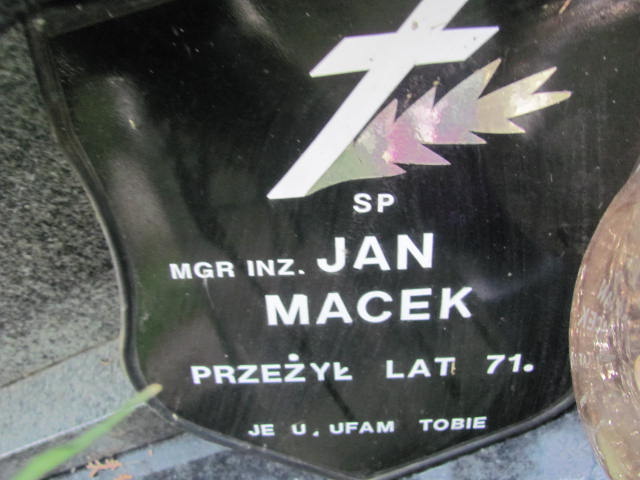 SP
MGR INZ. JAN
MACEK
PRZEŻYŁ LAT 71.
JE U, UFAM TOBIE